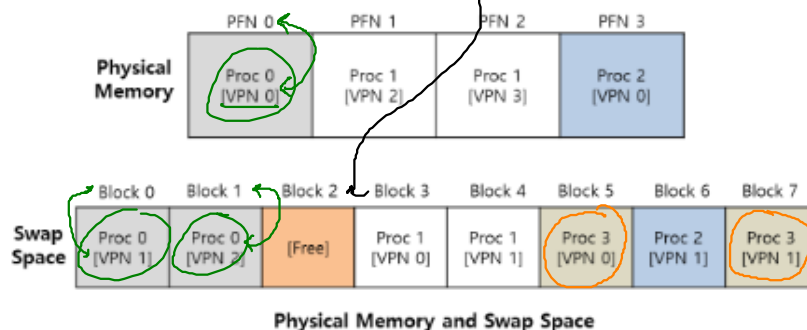 PFN 0 PFN 1 PFN 2 PFN 3
Physical Memory
Proc 0 [VPN 0]
Proc 1 [VPN 2]
Proc 1 [VPN 3]
Proc 2 [VPN 0]
Block 0 Block 1 Block 2 Block 3 Block 4 Block 5 Block 6 Block 7
Swap Space
Proc 0 [VPN 1]
Proc 0 [VPN 2]
[Free]
Proc 1 [VPN 0]
Proc 1 [VPN 1]
Proc 3 [VPN 0]
Proc 2 [VPN 1]
Proc 3 [VPN 1]
Physical Memory and Swap Space